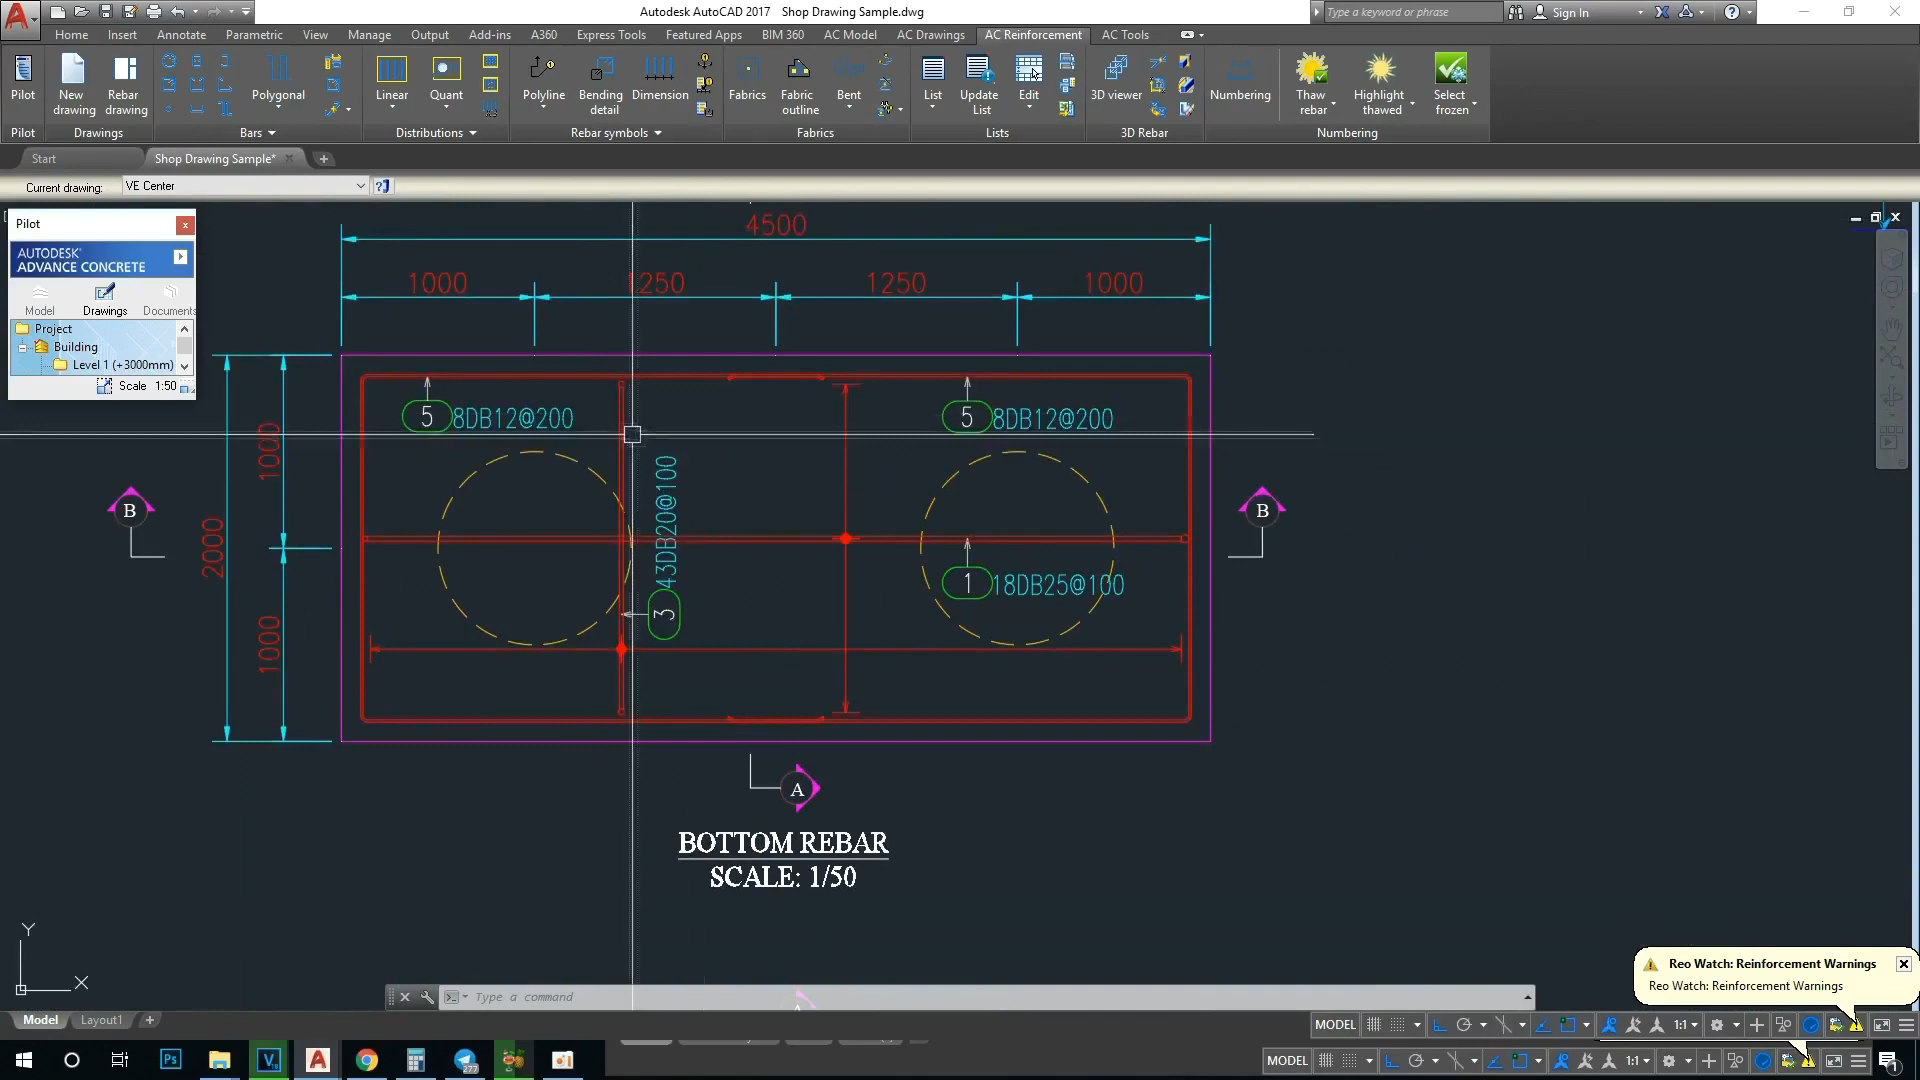 Autodesk AutoCAD 2017 Shop Drawing Sample.dwg
Type a keyword or phrase
Sign In
Home Insert Annotate Parametric View Manage Output Add-ins A360 Express Tools Featured Apps BIM 360 AC Model AC Drawings AC Reinforcement AC Tools
Pilot
New drawing
Rebar drawing
Polygonal
Linear
Quant
Polyline
Bending detail
Dimension
Fabrics
Fabric outline
Bent
List
Update List
Edit
3D viewer
Numbering
Thaw rebar
Highlight thawed
Select frozen
Pilot Drawings Bars Distributions Rebar symbols Fabrics Lists 3D Rebar Numbering
Start
Shop Drawing Sample*
Current drawing: VE Center
Pilot
AUTODESK
ADVANCE CONCRETE
Model Drawings Documents
Project
Building
Level 1 (+3000mm)
Scale 1:50
4500
1000 1250 1250 1000
5 8DB12@200
5 8DB12@200
1000
2000
1000
43DB20@100
3
1 18DB25@100
B
B
A
BOTTOM REBAR
SCALE: 1/50
Y
X
Type a command
Reo Watch: Reinforcement Warnings
Reo Watch: Reinforcement Warnings
Model Layout1
MODEL 1:1
MODEL 1:1
Ps
277
1